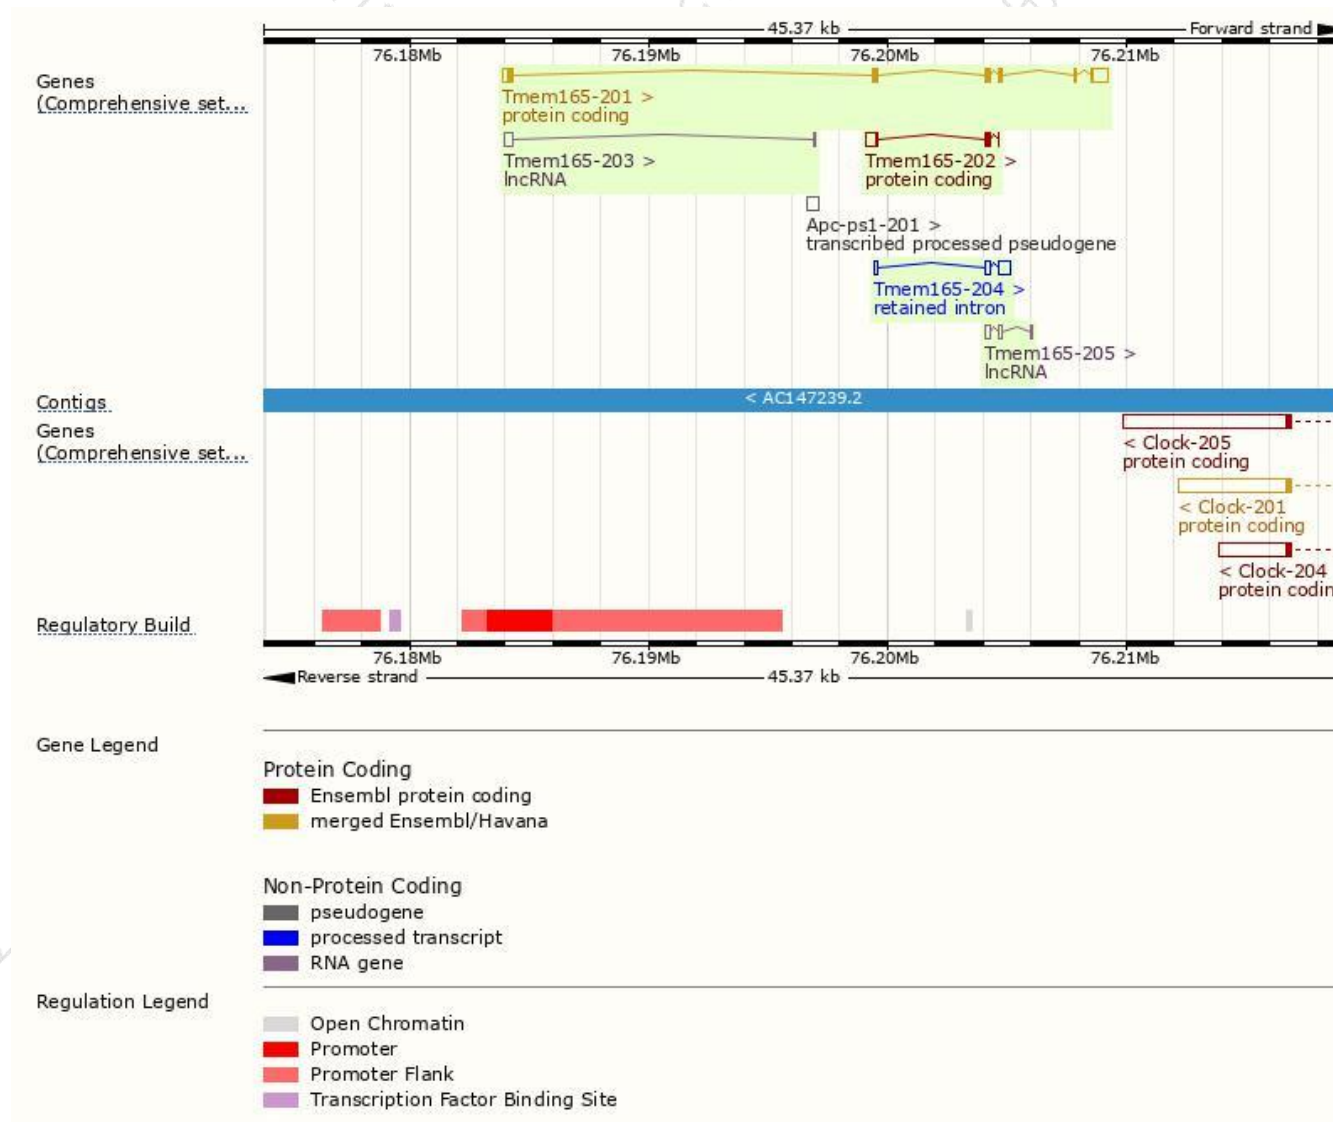 45.37 kb Forward strand
76.18Mb 76.19Mb 76.20Mb 76.21Mb
Genes
(Comprehensive set...
Tmem165-201 >
protein coding
Tmem165-203 > Tmem165-202 >
lncRNA protein coding
Apc-ps1-201 >
transcribed processed pseudogene
Tmem165-204 >
retained intron
Tmem165-205 >
lncRNA
Contigs < AC147239.2
Genes
(Comprehensive set...
< Clock-205
protein coding
< Clock-201
protein coding
< Clock-204
protein codin
Regulatory Build
76.18Mb 76.19Mb 76.20Mb 76.21Mb
Reverse strand 45.37 kb
Gene Legend
Protein Coding
Ensembl protein coding
merged Ensembl/Havana
Non-Protein Coding
pseudogene
processed transcript
RNA gene
Regulation Legend
Open Chromatin
Promoter
Promoter Flank
Transcription Factor Binding Site